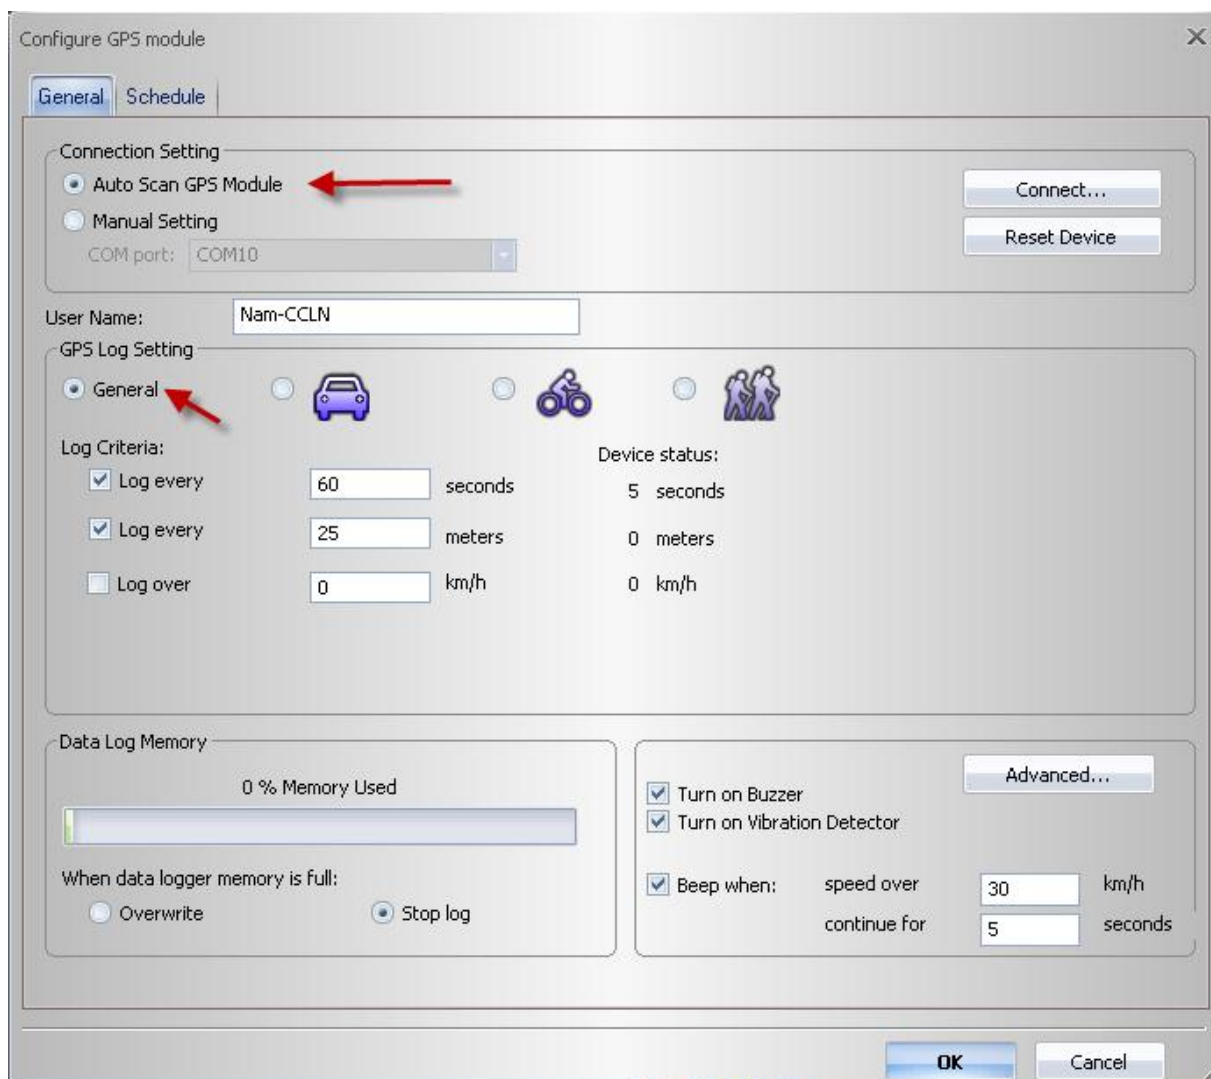 Configure GPS module
General Schedule
Connection Setting
Auto Scan GPS Module
Connect...
Manual Setting
Reset Device
COM port: COM10
User Name: Nam-CCLN
GPS Log Setting
General
Log Criteria:
Device status:
Log every 60 seconds 5 seconds
Log every 25 meters 0 meters
Log over 0 km/h 0 km/h
Data Log Memory
Advanced...
0 % Memory Used
Turn on Buzzer
Turn on Vibration Detector
When data logger memory is full:
Beep when: speed over 30 km/h
Overwrite Stop log
continue for 5 seconds
OK Cancel